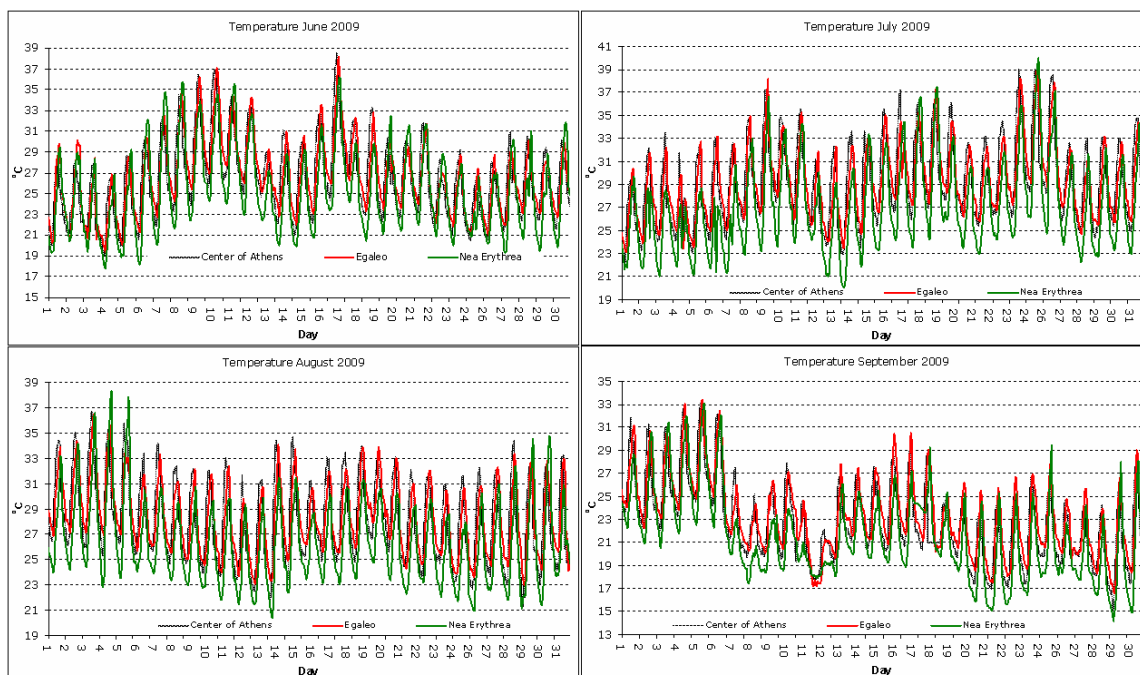 Temperature June 2009
39
37
35
33
31
29
27
25
23
21
19
17
15
°C
Center of Athens Egaleo Nea Erythrea
1 2 3 4 5 6 7 8 9 10 11 12 13 14 15 16 17 18 19 20 21 22 23 24 25 26 27 28 29 30
Day
Temperature July 2009
41
39
37
35
33
31
29
27
25
23
21
19
°C
Center of Athens Egaleo Nea Erythrea
1 2 3 4 5 6 7 8 9 10 11 12 13 14 15 16 17 18 19 20 21 22 23 24 25 26 27 28 29 30 31
Day
Temperature August 2009
39
37
35
33
31
29
27
25
23
21
19
°C
Center of Athens Egaleo Nea Erythrea
1 2 3 4 5 6 7 8 9 10 11 12 13 14 15 16 17 18 19 20 21 22 23 24 25 26 27 28 29 30 31
Day
Temperature September 2009
35
33
31
29
27
25
23
21
19
17
15
13
°C
Center of Athens Egaleo Nea Erythrea
1 2 3 4 5 6 7 8 9 10 11 12 13 14 15 16 17 18 19 20 21 22 23 24 25 26 27 28 29 30
Day